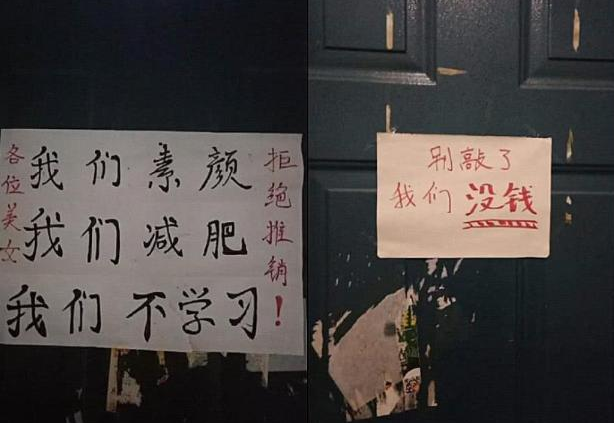 各位美女
我们素颜
我们减肥
我们不学习
拒绝推销！
别敲了
我们没钱